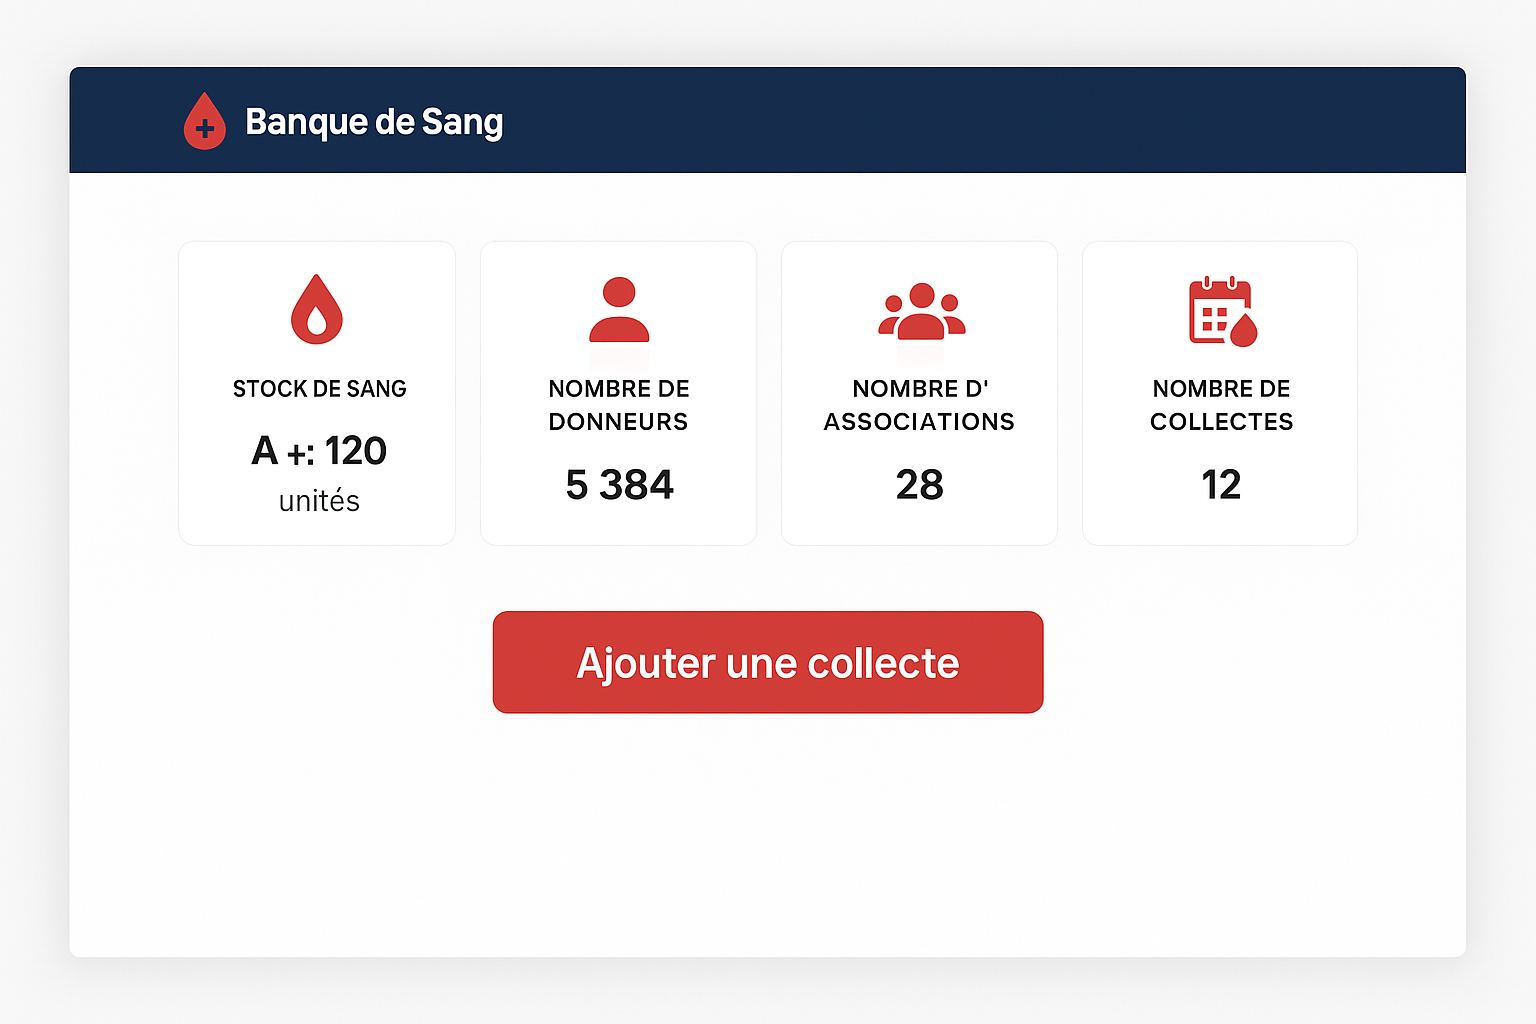 Banque de Sang
STOCK DE SANG
A +: 120
unités
NOMBRE DE
DONNEURS
5 384
NOMBRE D'
ASSOCIATIONS
28
NOMBRE DE
COLLECTES
12
Ajouter une collecte